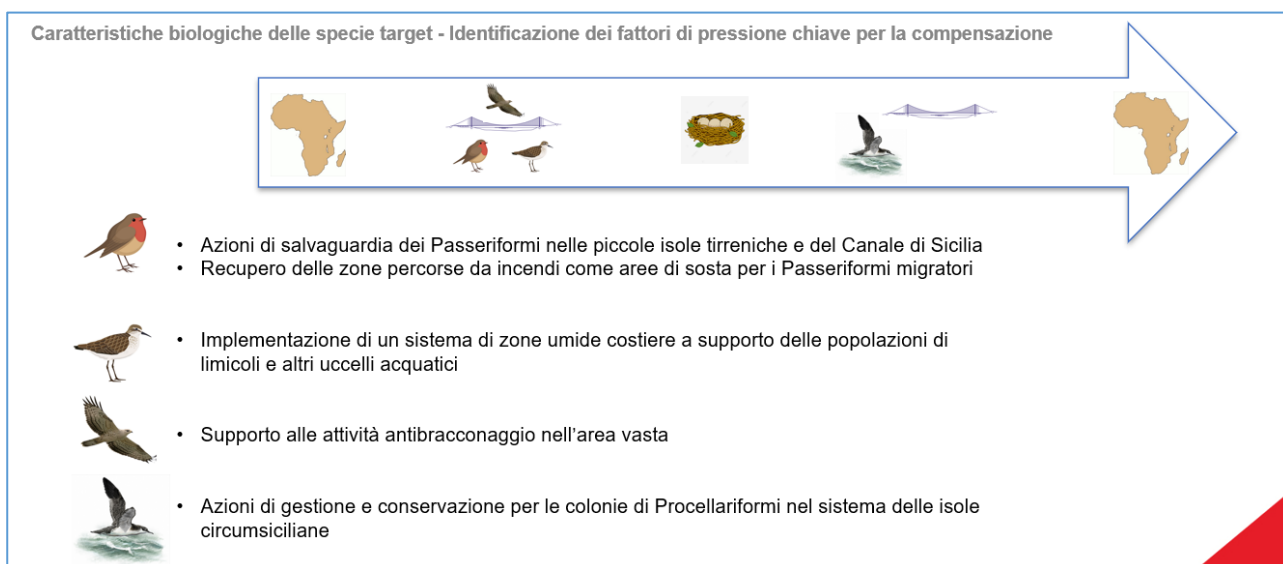 Caratteristiche biologiche delle specie target - Identificazione dei fattori di pressione chiave per la compensazione
• Azioni di salvaguardia dei Passeriformi nelle piccole isole tirreniche e del Canale di Sicilia
• Recupero delle zone percorse da incendi come aree di sosta per i Passeriformi migratori
• Implementazione di un sistema di zone umide costiere a supporto delle popolazioni di
limicoli e altri uccelli acquatici
• Supporto alle attività antibracconaggio nell'area vasta
• Azioni di gestione e conservazione per le colonie di Procellariformi nel sistema delle isole
circumsiciliane